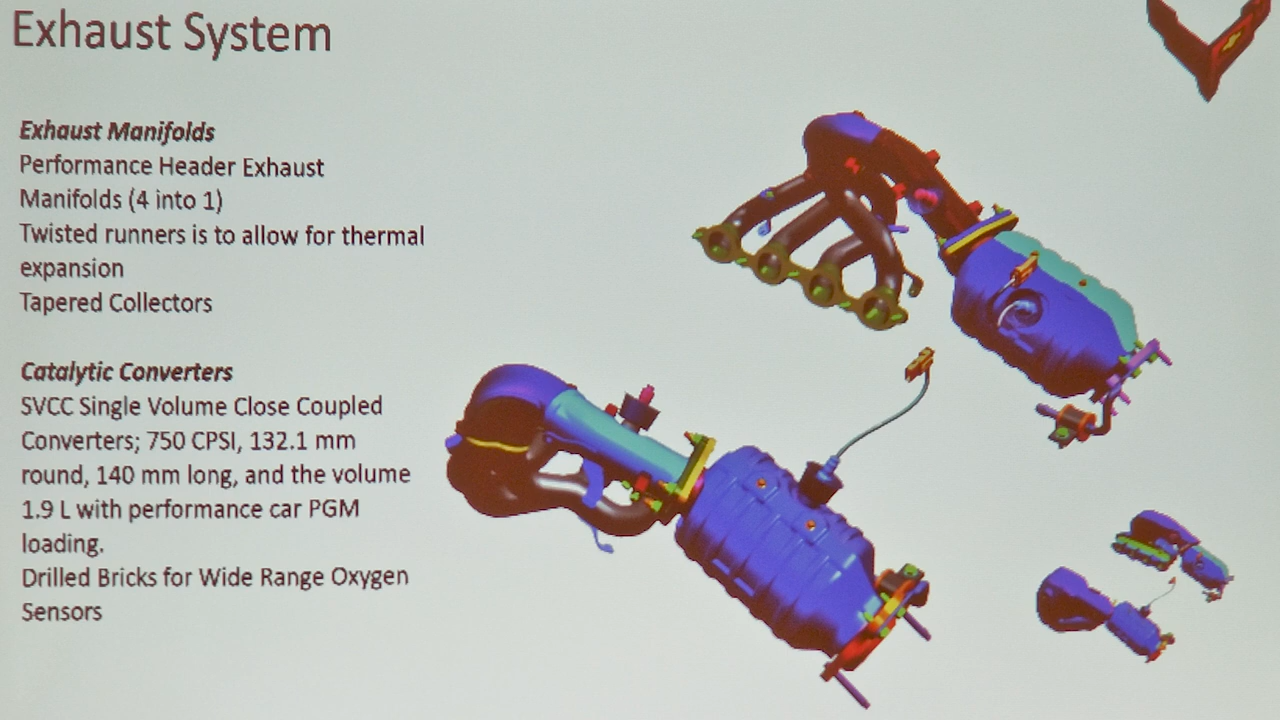 Exhaust System
Exhaust Manifolds
Performance Header Exhaust
Manifolds (4 into 1)
Twisted runners is to allow for thermal
expansion
Tapered Collectors
Catalytic Converters
SVCC Single Volume Close Coupled
Converters; 750 CPSI, 132.1 mm
round, 140 mm long, and the volume
1.9 L with performance car PGM
loading.
Drilled Bricks for Wide Range Oxygen
Sensors